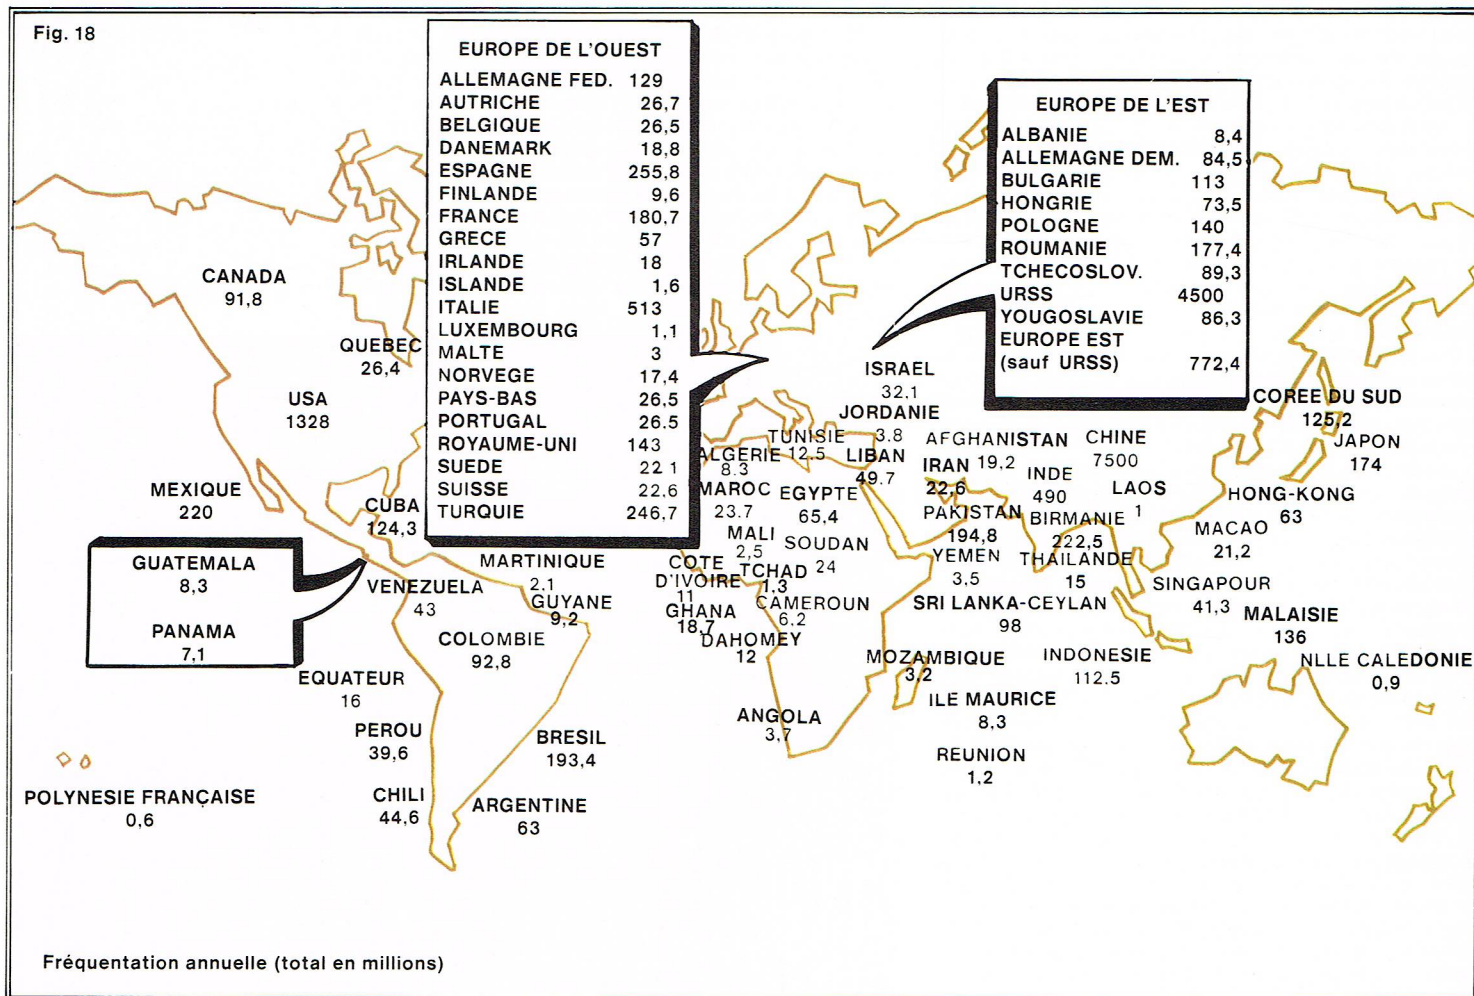 Fig. 18
EUROPE DE L'OUEST
ALLEMAGNE FED. 129
AUTRICHE 26,7
BELGIQUE 26,5
DANEMARK 18,8
ESPAGNE 255,8
FINLANDE 9,6
FRANCE 180,7
GRECE 57
IRLANDE 18
ISLANDE 1,6
ITALIE 513
LUXEMBOURG 1,1
MALTE 3
NORVEGE 17,4
PAYS-BAS 26,5
PORTUGAL 26.5
ROYAUME-UNI 143
SUEDE 22 1
SUISSE 22.6
TURQUIE 246,7
EUROPE DE L'EST
ALBANIE 8,4
ALLEMAGNE DEM. 84,5
BULGARIE 113
HONGRIE 73,5
POLOGNE 140
ROUMANIE 177,4
TCHECOSLOV. 89,3
URSS 4500
YOUGOSLAVIE 86,3
EUROPE EST
(sauf URSS) 772,4
CANADA
91,8
QUEBEC
26,4
USA
1328
MEXIQUE
220
CUBA
124,3
GUATEMALA
8,3
PANAMA
7,1
MARTINIQUE
2.1
VENEZUELA
43
GUYANE
9,2
COLOMBIE
92,8
EQUATEUR
16
PEROU
39,6
BRESIL
193,4
CHILI
44,6
ARGENTINE
63
POLYNESIE FRANÇAISE
0,6
ISRAEL
32,1
JORDANIE
3.8
TUNISIE
12,5
ALGERIE
8.3
LIBAN
49.7
MAROC
23.7
EGYPTE
65,4
MALI
2,5
SOUDAN
24
COTE
D'IVOIRE
11
TCHAD
1,3
GHANA
18,7
CAMEROUN
6.2
DAHOMEY
12
ANGOLA
3,7
MOZAMBIQUE
3,2
ILE MAURICE
8,3
REUNION
1,2
AFGHANISTAN
19,2
IRAN
22,6
PAKISTAN
194,8
YEMEN
3,5
CHINE
7500
INDE
490
LAOS
1
BIRMANIE
222,5
THAILANDE
15
SRI LANKA-CEYLAN
98
INDONESIE
112.5
COREE DU SUD
125,2
JAPON
174
HONG-KONG
63
MACAO
21,2
SINGAPOUR
41,3
MALAISIE
136
NLLE CALEDONIE
0,9
Fréquentation annuelle (total en millions)